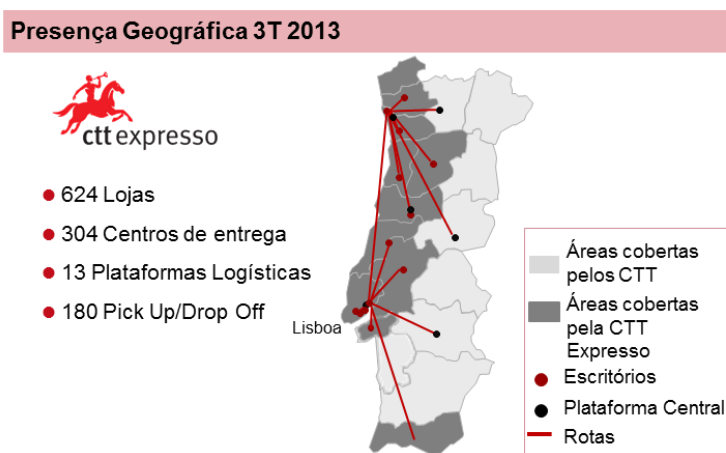 Presença Geográfica 3T 2013
ctt expresso
624 Lojas
304 Centros de entrega
13 Plataformas Logísticas
180 Pick Up/Drop Off
Lisboa
Áreas cobertas
pelos CTT
Áreas cobertas
pela CTT
Expresso
Escritórios
Plataforma Central
Rotas